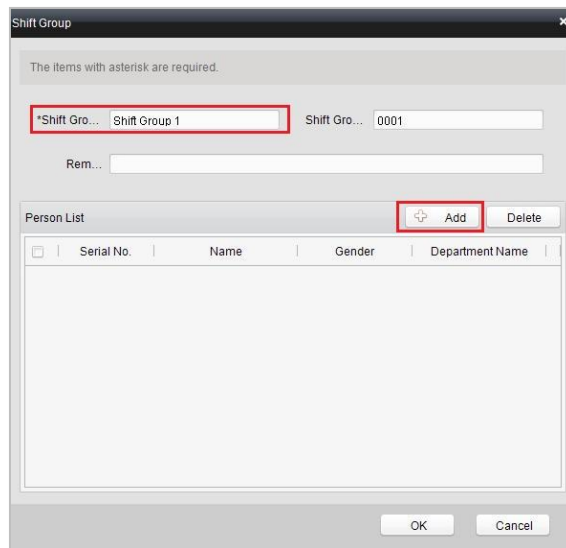 Shift Group
The items with asterisk are required.
*Shift Gro... Shift Group 1 Shift Gro... 0001
Rem...
Person List Add Delete
Serial No. Name Gender Department Name
OK Cancel